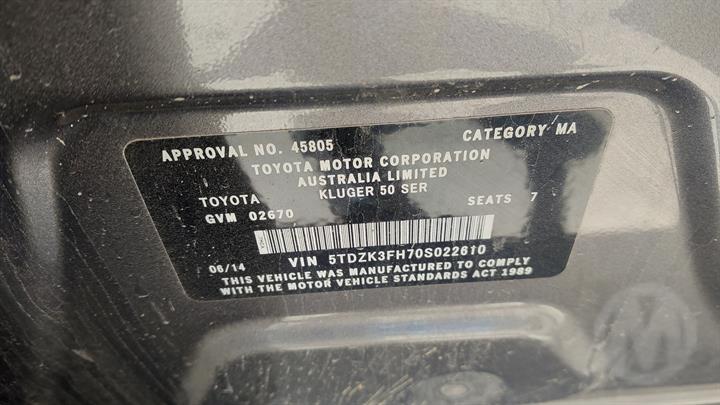 APPROVAL NO. 45805 CATEGORY MA
TOYOTA MOTOR CORPORATION
AUSTRALIA LIMITED
TOYOTA KLUGER 50 SER
GVM 02670 SEATS 7
VIN 5TDZK3FH70S022610
06/14
THIS VEHICLE WAS MANUFACTURED TO COMPLY
WITH THE MOTOR VEHICLE STANDARDS ACT 1989
M